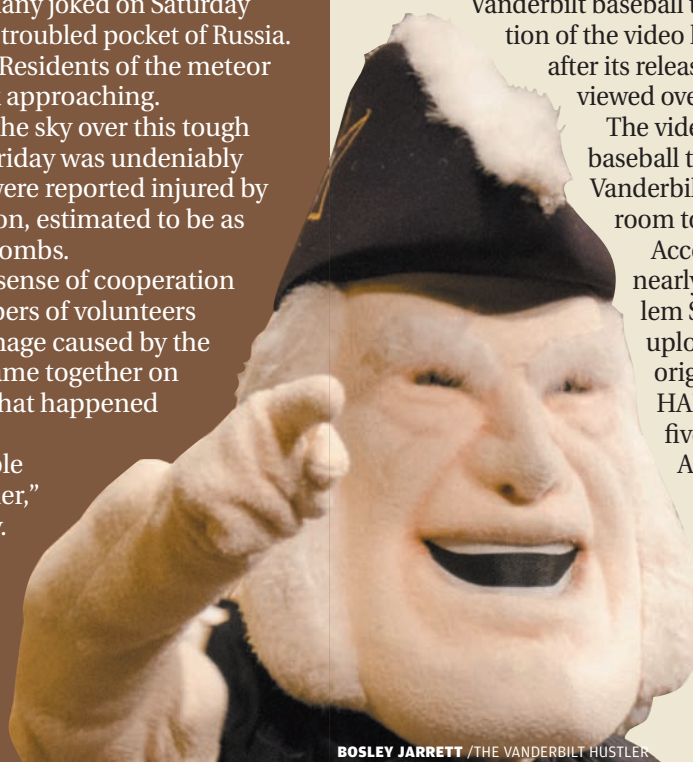 any joked on Saturday
troubled pocket of Russia.
Residents of the meteor
approaching.
he sky over this tough
riday was undeniably
were reported injured by
on, estimated to be as
ombs.
sense of cooperation
bers of volunteers
mage caused by the
ame together on
hat happened
ple
er,”
y.
Vanderbilt baseball t
tion of the video h
after its releas
viewed ove
The vide
baseball t
Vanderbil
room to
Acco
nearly
lem S
uplo
orig
HA
fiv
A
BOSLEY JARRETT /THE VANDERBILT HUSTLER